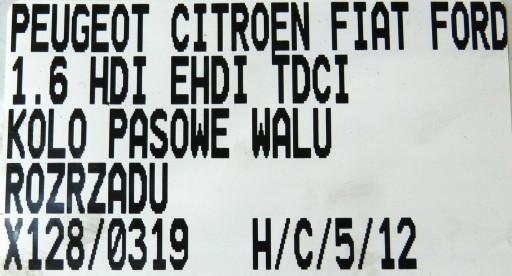 PEUGEOT CITROEN FIAT FORD
1.6 HDI EHDI TDCI
KOLO PASOWE WALU
ROZRZADU
X128/0319 H/C/5/12